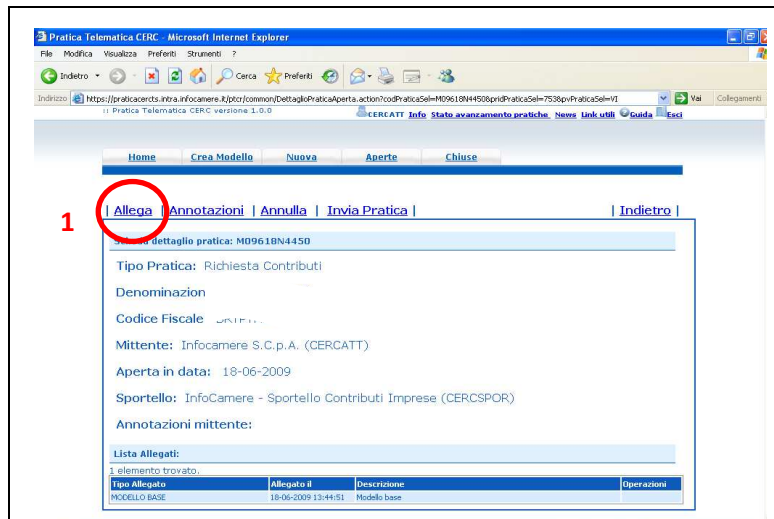 Pratica Telematica CERC - Microsoft Internet Explorer
File Modifica Visualizza Preferiti Strumenti ?
Indietro Cerca Preferiti
Indirizzo https://praticacercts.intra.infocamere.it/ptcr/common/DettaglioPraticaAperta.action?codPraticaSel=M09618N4450&pridPraticaSel=753&pvPraticaSel=VI Vai Collegamenti
:: Pratica Telematica CERC versione 1.0.0 CERCATT Info Stato avanzamento pratiche News Link utili Guida Esci
Home Crea Modello Nuova Aperte Chiuse
| Allega | Annotazioni | Annulla | Invia Pratica | | Indietro |
1
dettaglio pratica: M09618N4450
Tipo Pratica: Richiesta Contributi
Denominazion
Codice Fiscale
Mittente: Infocamere S.C.p.A. (CERCATT)
Aperta in data: 18-06-2009
Sportello: InfoCamere - Sportello Contributi Imprese (CERCSPOR)
Annotazioni mittente:
Lista Allegati:
1 elemento trovato.
Tipo Allegato Allegato il Descrizione Operazioni
MODELLO BASE 18-06-2009 13:44:51 Modello base